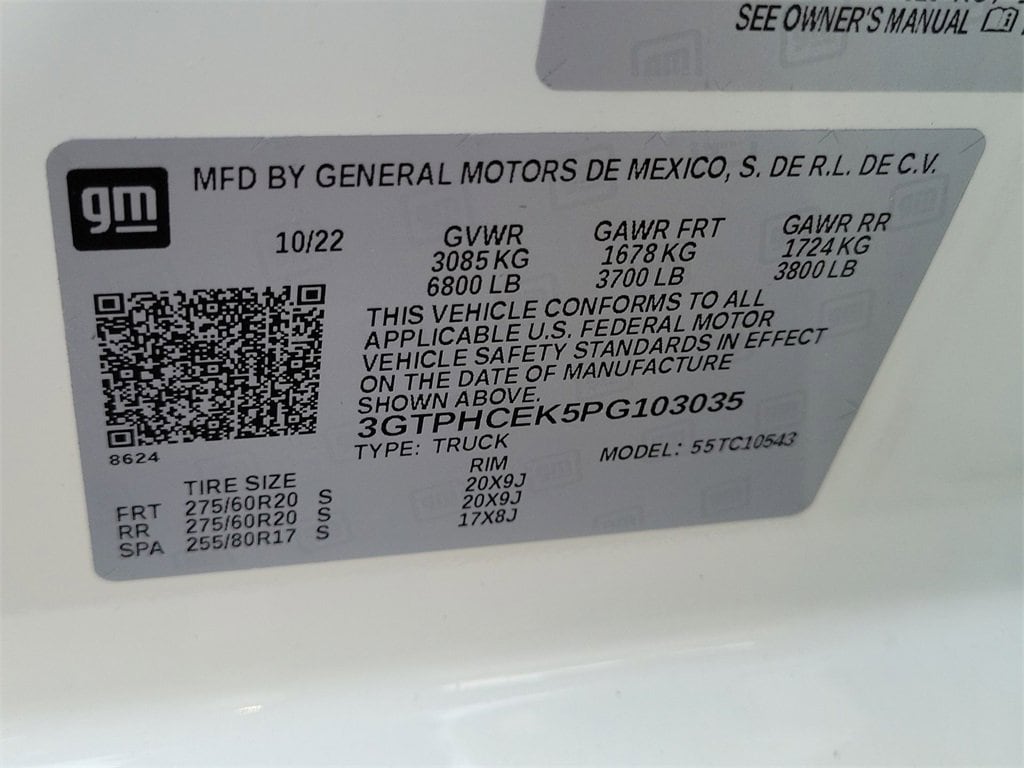 SEE OWNER'S MANUAL
gm
MFD BY GENERAL MOTORS DE MEXICO, S. DE R.L. DE C.V.
10/22 GVWR GAWR FRT GAWR RR
3085 KG 1678 KG 1724 KG
6800 LB 3700 LB 3800 LB
THIS VEHICLE CONFORMS TO ALL
APPLICABLE U.S. FEDERAL MOTOR
VEHICLE SAFETY STANDARDS IN EFFECT
ON THE DATE OF MANUFACTURE
SHOWN ABOVE.
3GTPHCEK5PG103035
TYPE: TRUCK MODEL: 55TC10543
8624
TIRE SIZE RIM
FRT 275/60R20 S 20X9J
RR 275/60R20 S 20X9J
SPA 255/80R17 S 17X8J